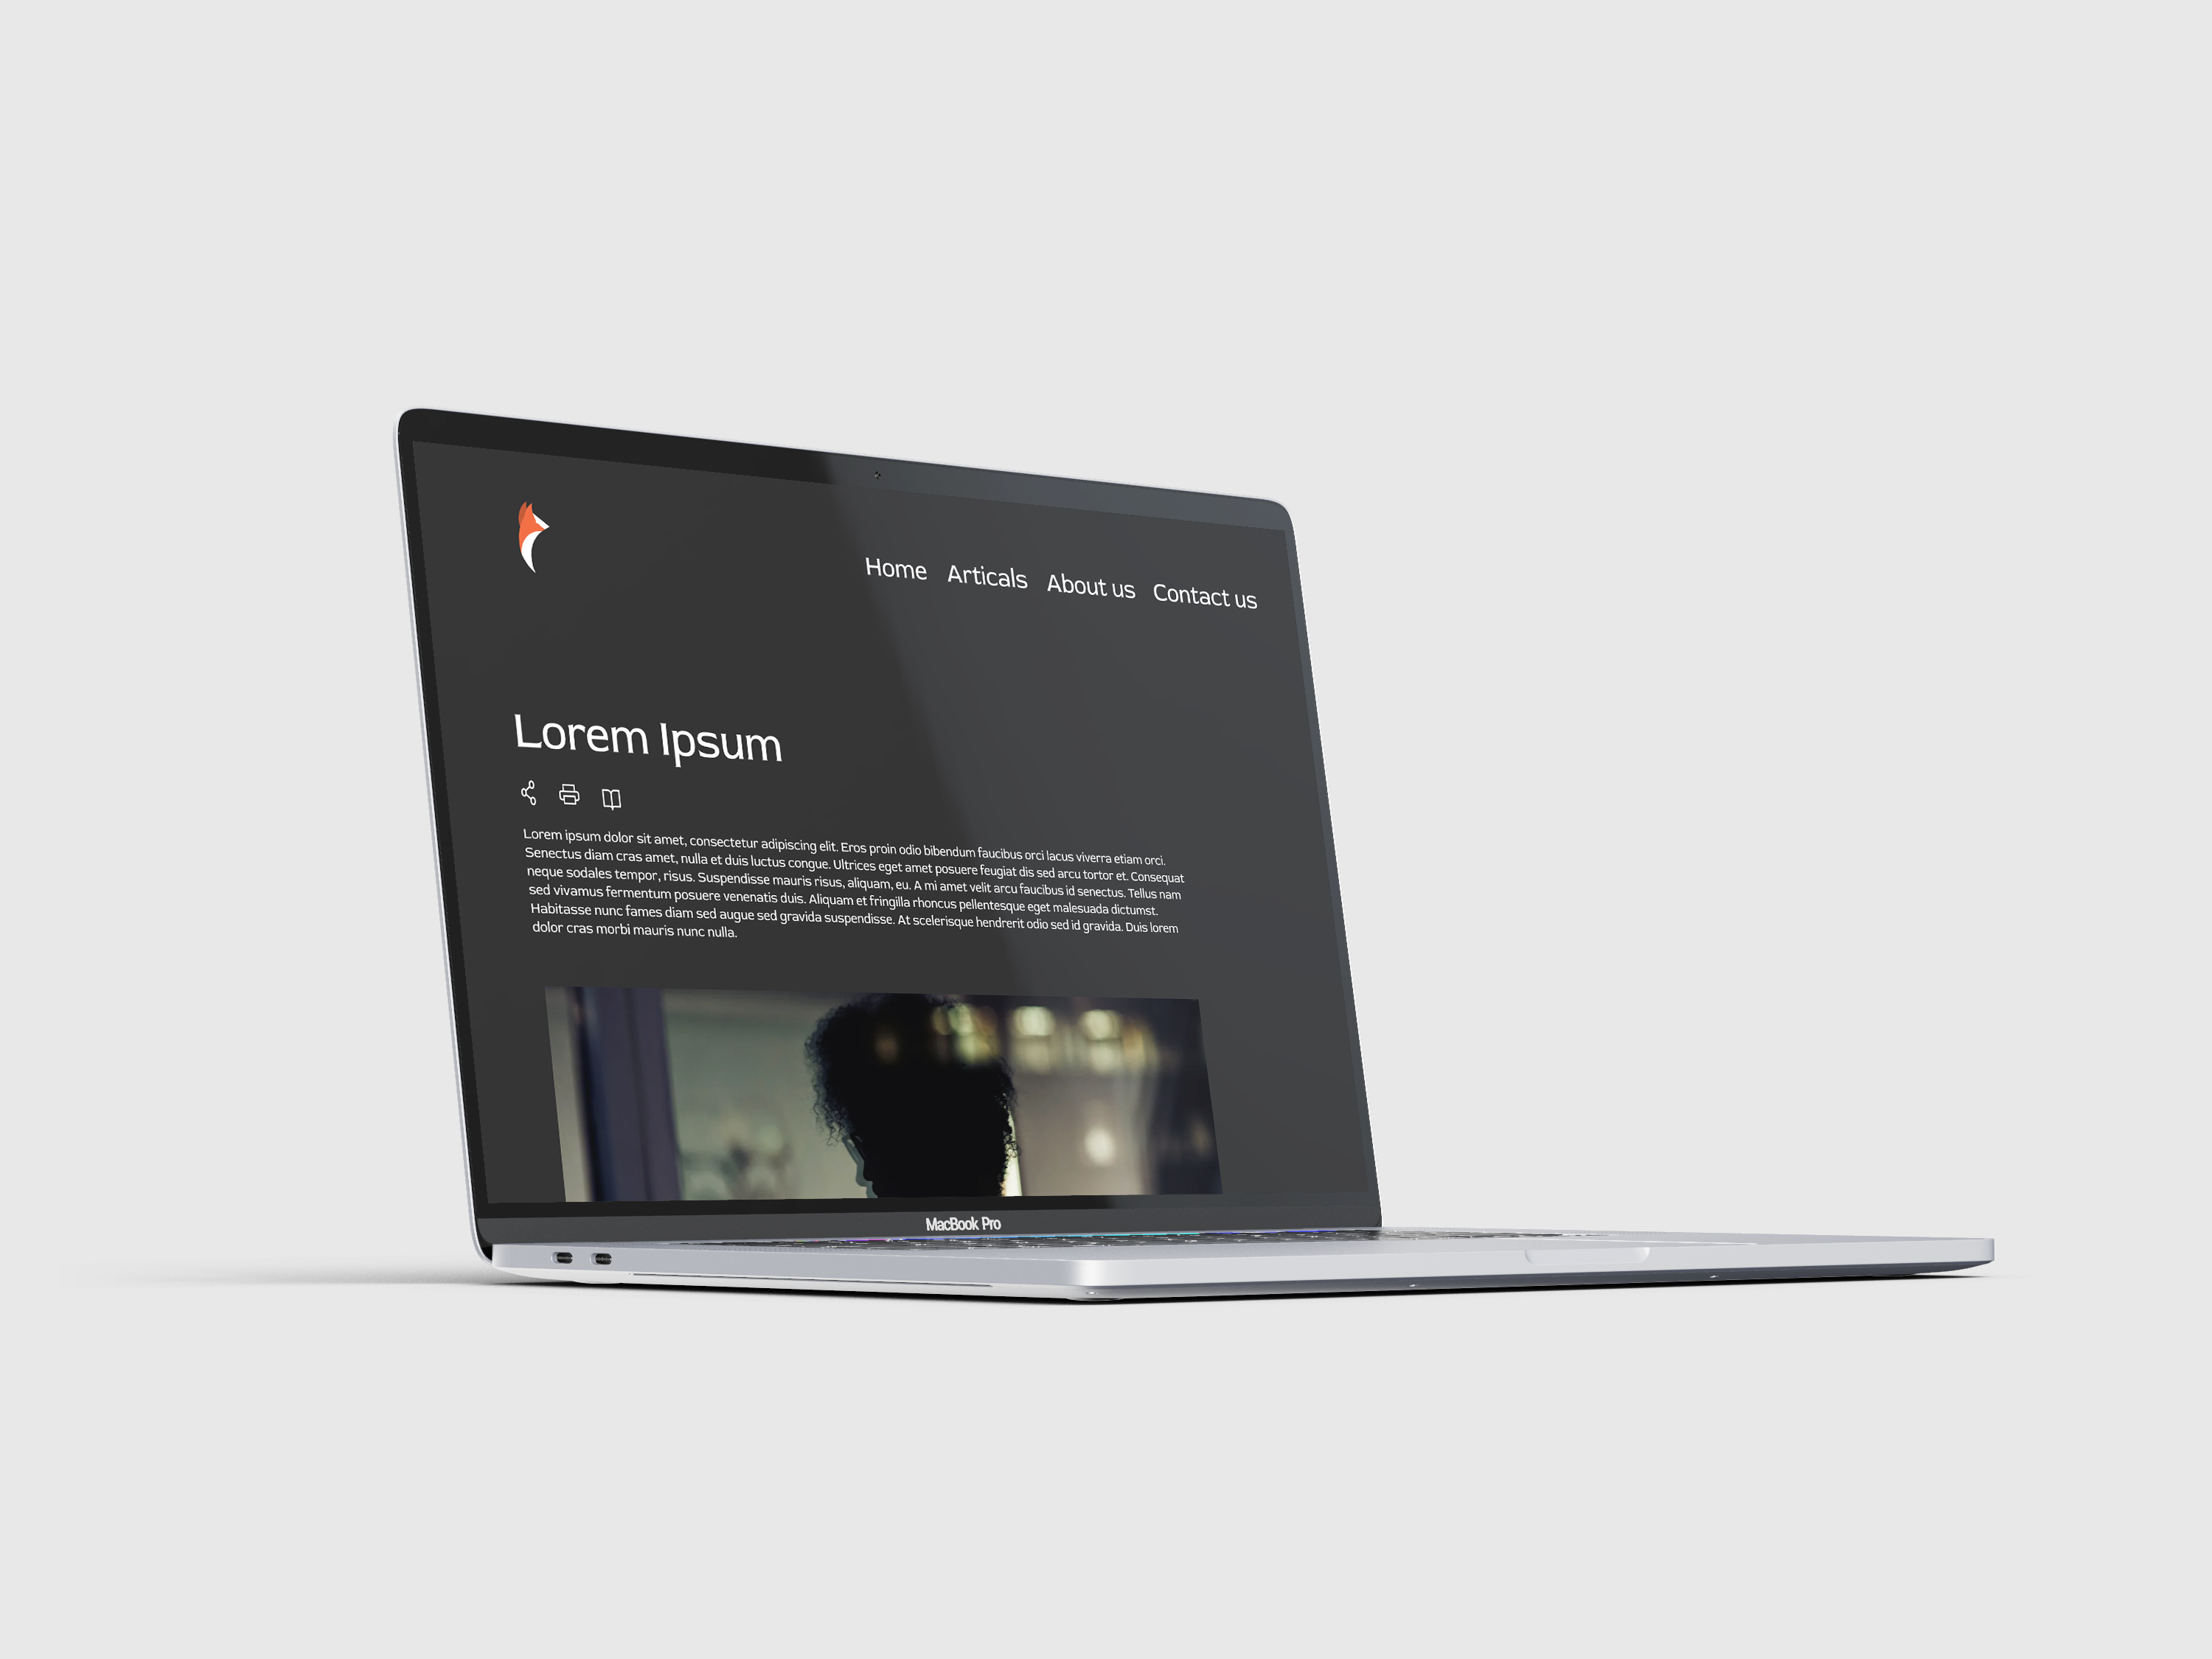 Home Articals About us Contact us
Lorem Ipsum
Lorem ipsum dolor sit amet, consectetur adipiscing elit. Eros proin odio bibendum faucibus orci lacus viverra etiam orci.
Senectus diam cras amet, nulla et duis luctus congue. Ultrices eget amet posuere feugiat dis sed arcu tortor et. Consequat
neque sodales tempor, risus. Suspendisse mauris risus, aliquam, eu. A mi amet velit arcu faucibus id senectus. Tellus nam
sed vivamus fermentum posuere venenatis duis. Aliquam et fringilla rhoncus pellentesque eget malesuada dictumst.
Habitasse nunc fames diam sed augue sed gravida suspendisse. At scelerisque hendrerit odio sed id gravida. Duis lorem
dolor cras morbi mauris nunc nulla.
MacBook Pro